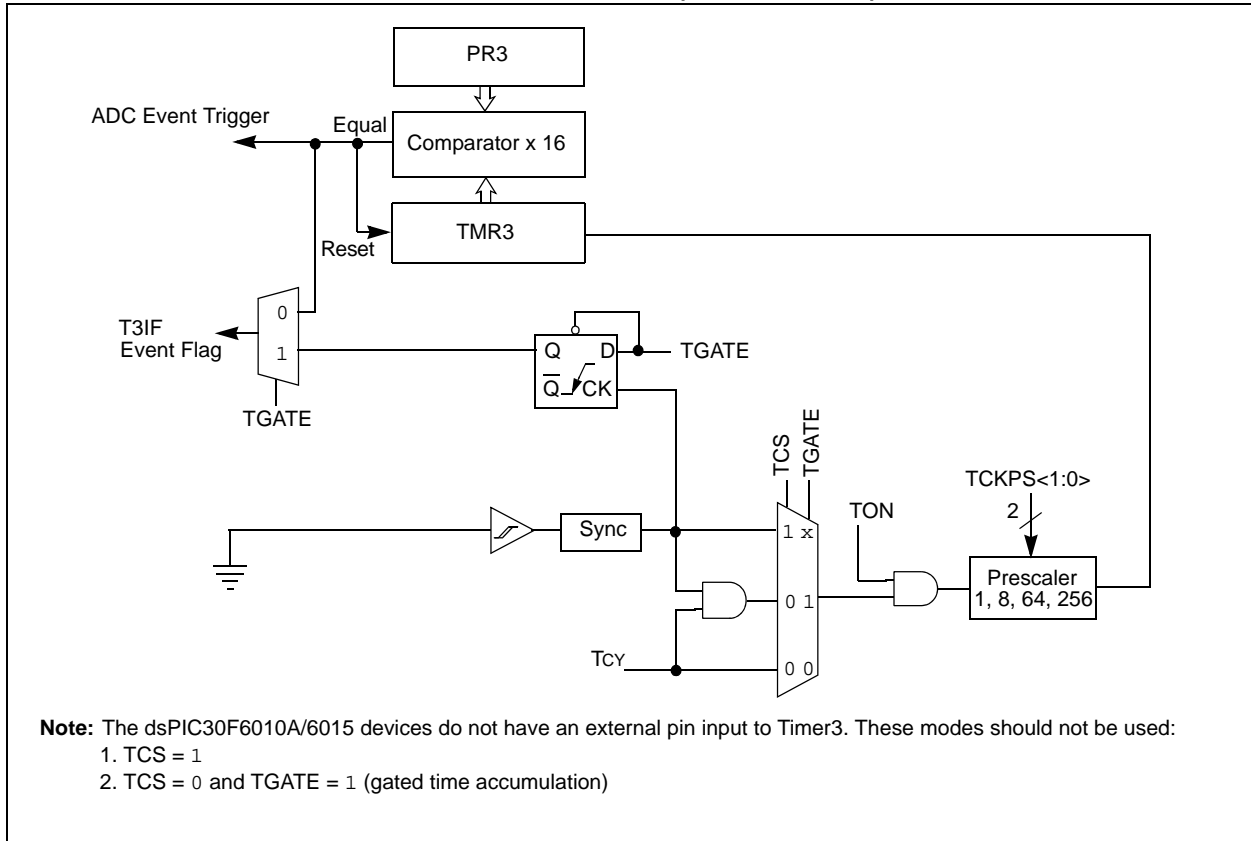 PR3
ADC Event Trigger
Equal
Comparator x 16
TMR3
Reset
0
T3IF
Event Flag
1
Q
D
TGATE
Q CK
TGATE
TCS
TGATE
TCKPS<1:0>
TON
2
Sync
1 x
Prescaler
1, 8, 64, 256
0 1
TCY
0 0
Note: The dsPIC30F6010A/6015 devices do not have an external pin input to Timer3. These modes should not be used:
1. TCS = 1
2. TCS = 0 and TGATE = 1 (gated time accumulation)